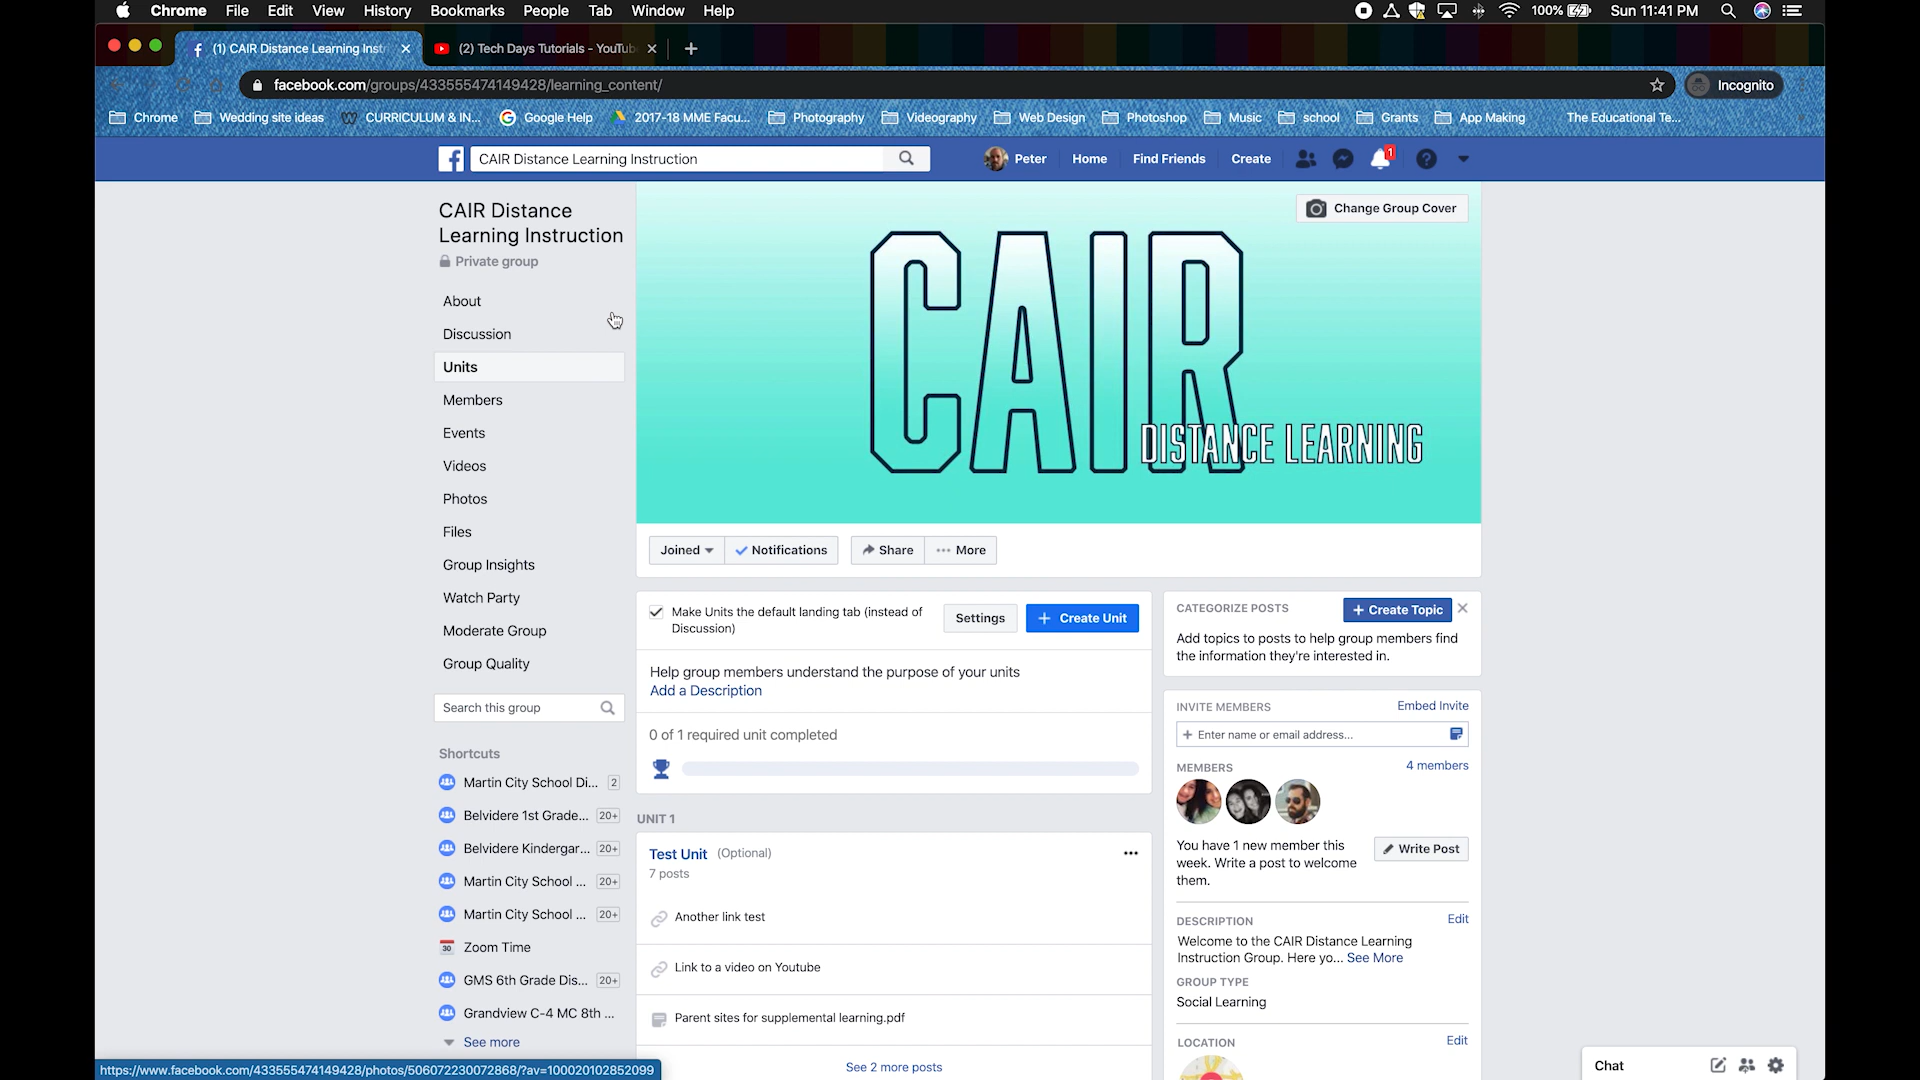 Chrome File Edit View History Bookmarks People Tab Window Help 100% Sun 11:41 PM
(1) CAIR Distance Learning Inst (2) Tech Days Tutorials - YouTub
facebook.com/groups/433555474149428/learning_content/ Incognito
Chrome Wedding site ideas CURRICULUM & IN... Google Help 2017-18 MME Facu... Photography Videography Web Design Photoshop Music school Grants App Making The Educational Te...
CAIR Distance Learning Instruction Peter Home Find Friends Create 1
CAIR Distance
Learning Instruction
Private group
About
Discussion
Units
Members
Events
Videos
Photos
Files
Group Insights
Watch Party
Moderate Group
Group Quality
Search this group
Shortcuts
Martin City School Di... 2
Belvidere 1st Grade... 20+
Belvidere Kindergar... 20+
Martin City School ... 20+
Martin City School ... 20+
30 Zoom Time
GMS 6th Grade Dis... 20+
Grandview C-4 MC 8th ...
See more
Change Group Cover
CAIR
DISTANCE LEARNING
Joined Notifications Share More
Make Units the default landing tab (instead of
Discussion)
Settings + Create Unit
Help group members understand the purpose of your units
Add a Description
0 of 1 required unit completed
UNIT 1
Test Unit (Optional)
7 posts
Another link test
Link to a video on Youtube
Parent sites for supplemental learning.pdf
See 2 more posts
CATEGORIZE POSTS + Create Topic
Add topics to posts to help group members find
the information they're interested in.
INVITE MEMBERS Embed Invite
+ Enter name or email address...
MEMBERS 4 members
You have 1 new member this
week. Write a post to welcome
them.
Write Post
DESCRIPTION Edit
Welcome to the CAIR Distance Learning
Instruction Group. Here yo... See More
GROUP TYPE
Social Learning
LOCATION Edit
Chat
https://www.facebook.com/433555474149428/photos/506072230072868/?av=100020102852099